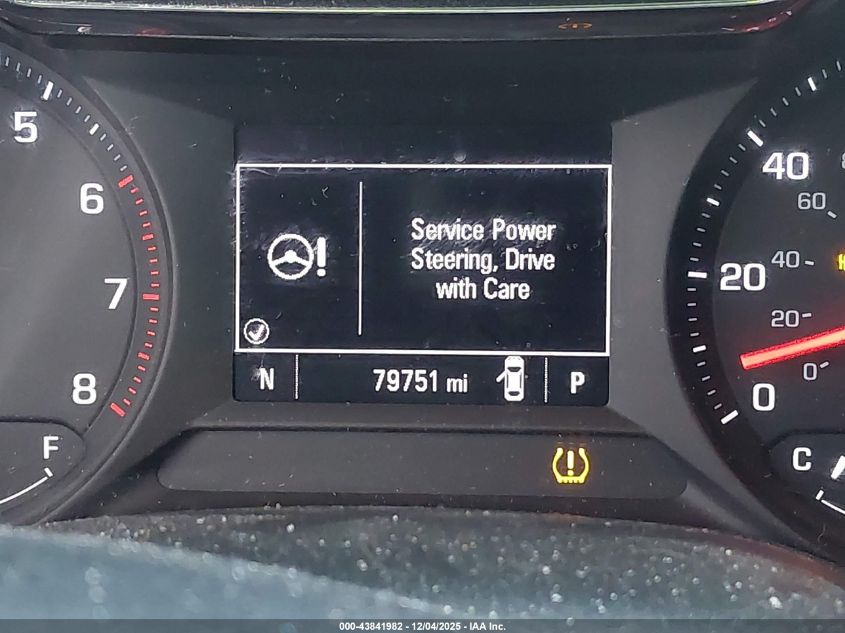 5
6
7
8
F
Service Power
Steering, Drive
with Care
N
79751 mi
P
40
60
20
40
20
0
0
C
000-43841982 - 12/04/2025 - IAA Inc.